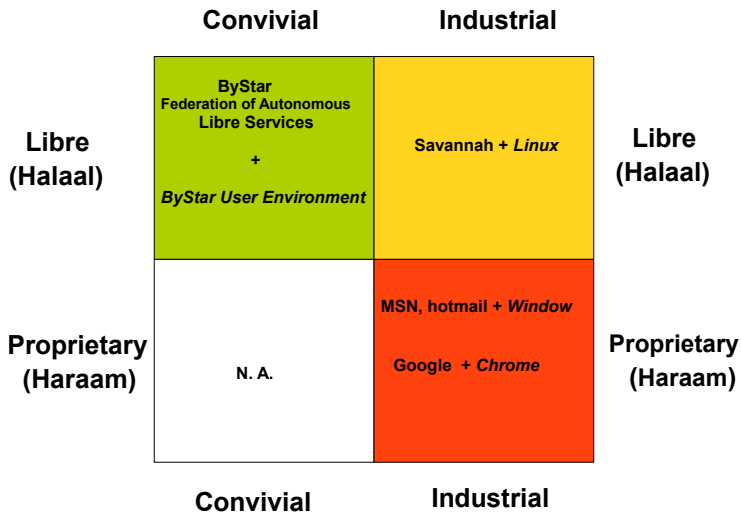 Convivial Industrial
Libre
(Halaal)
ByStar
Federation of Autonomous
Libre Services
+
ByStar User Environment
Savannah + Linux
Libre
(Halaal)
Proprietary
(Haraam)
N. A.
MSN, hotmail + Window
Google + Chrome
Proprietary
(Haraam)
Convivial Industrial